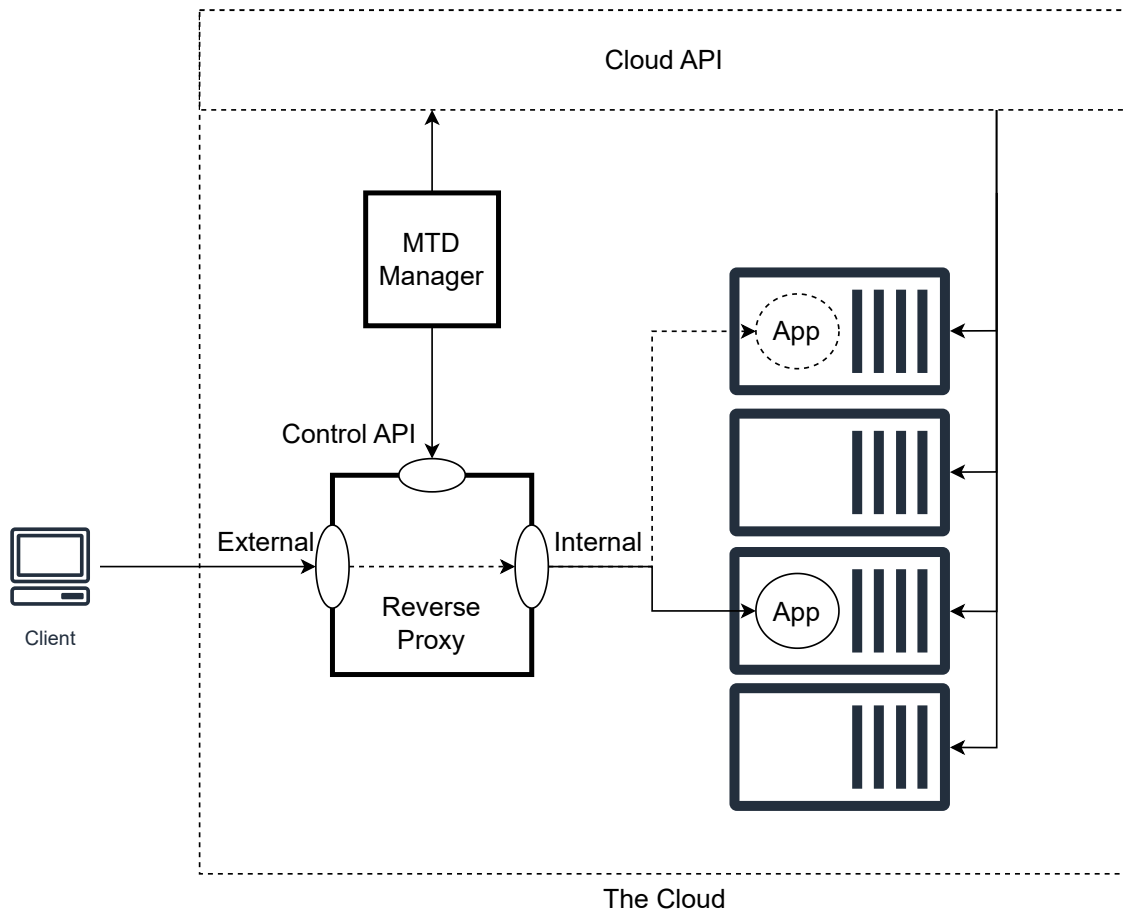 Cloud API
MTD
Manager
App
Control API
External
Internal
Reverse
Proxy
App
Client
The Cloud